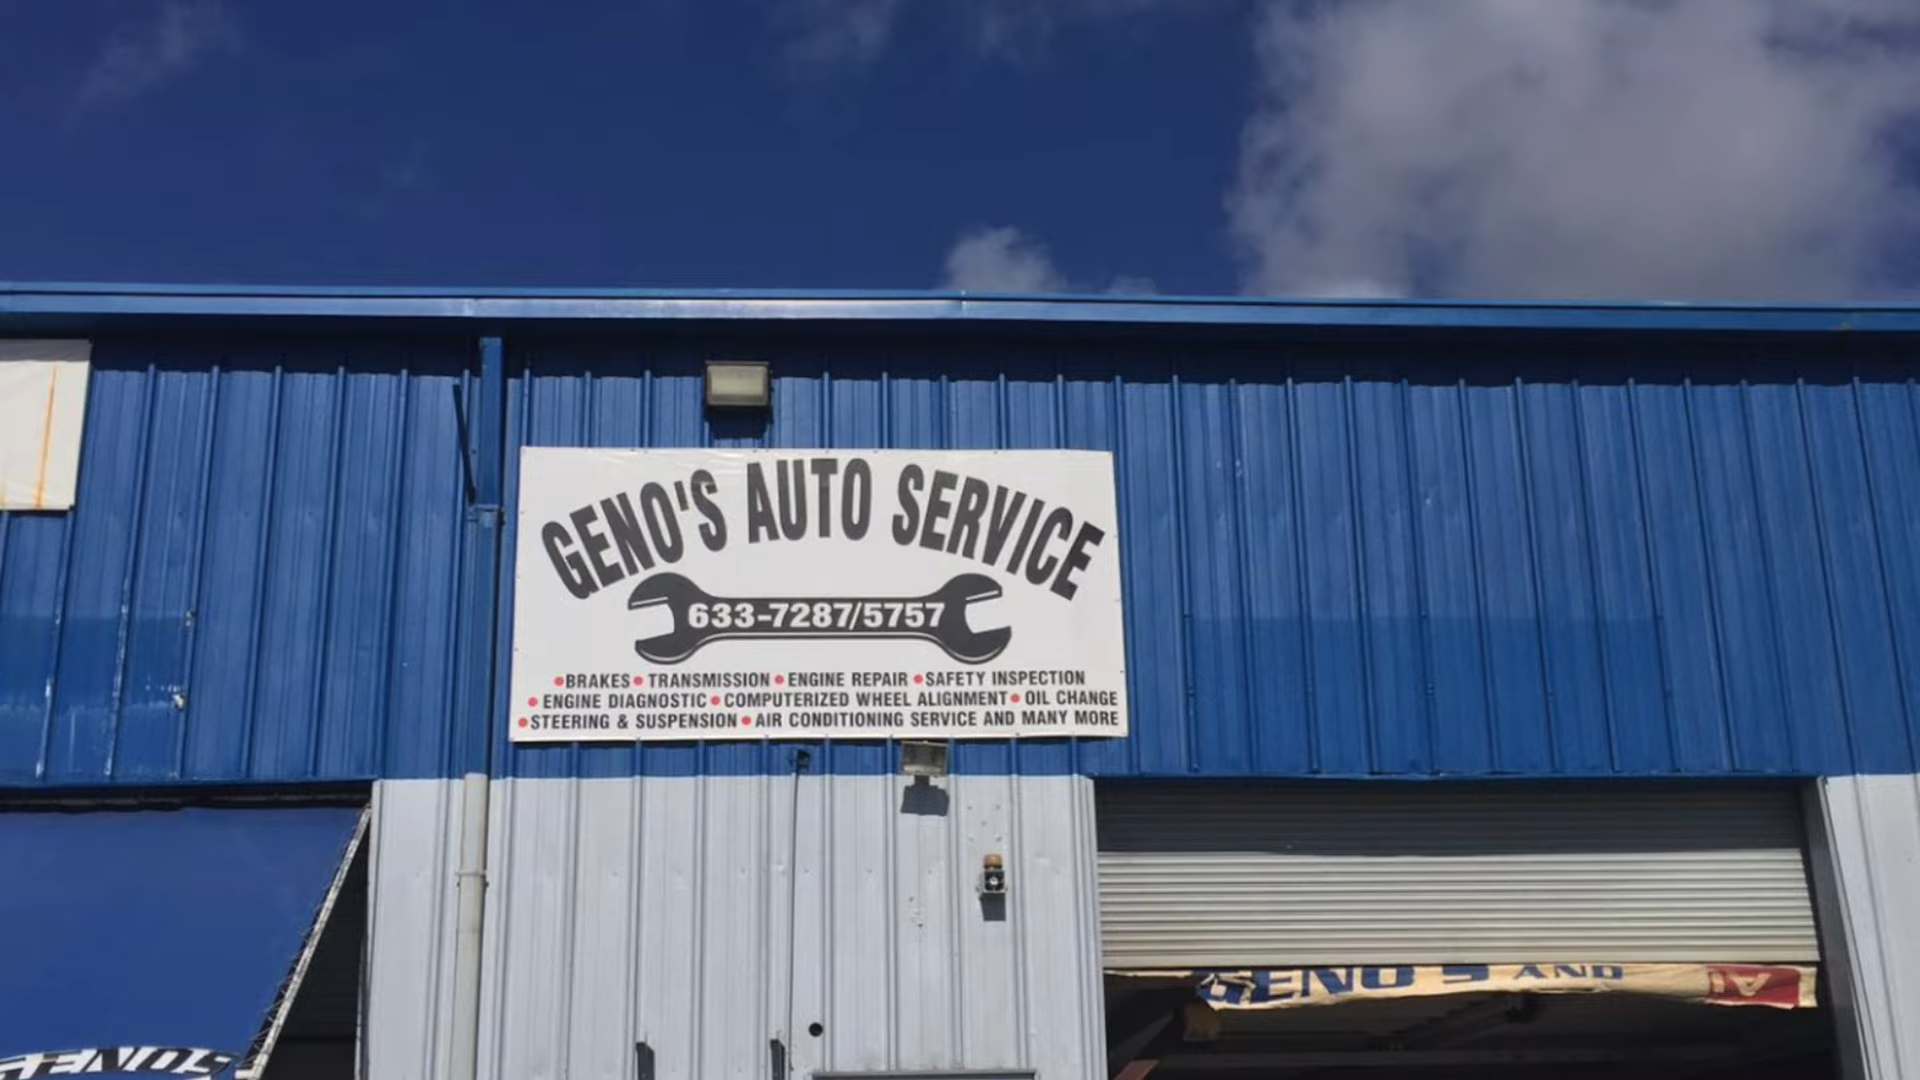 GENO'S AUTO SERVICE
633-7287/5757
•BRAKES• TRANSMISSION • ENGINE REPAIR •SAFETY INSPECTION
• ENGINE DIAGNOSTIC • COMPUTERIZED WHEEL ALIGNMENT• OIL CHANGE
•STEERING & SUSPENSION • AIR CONDITIONING SERVICE AND MANY MORE
GENO'S AND